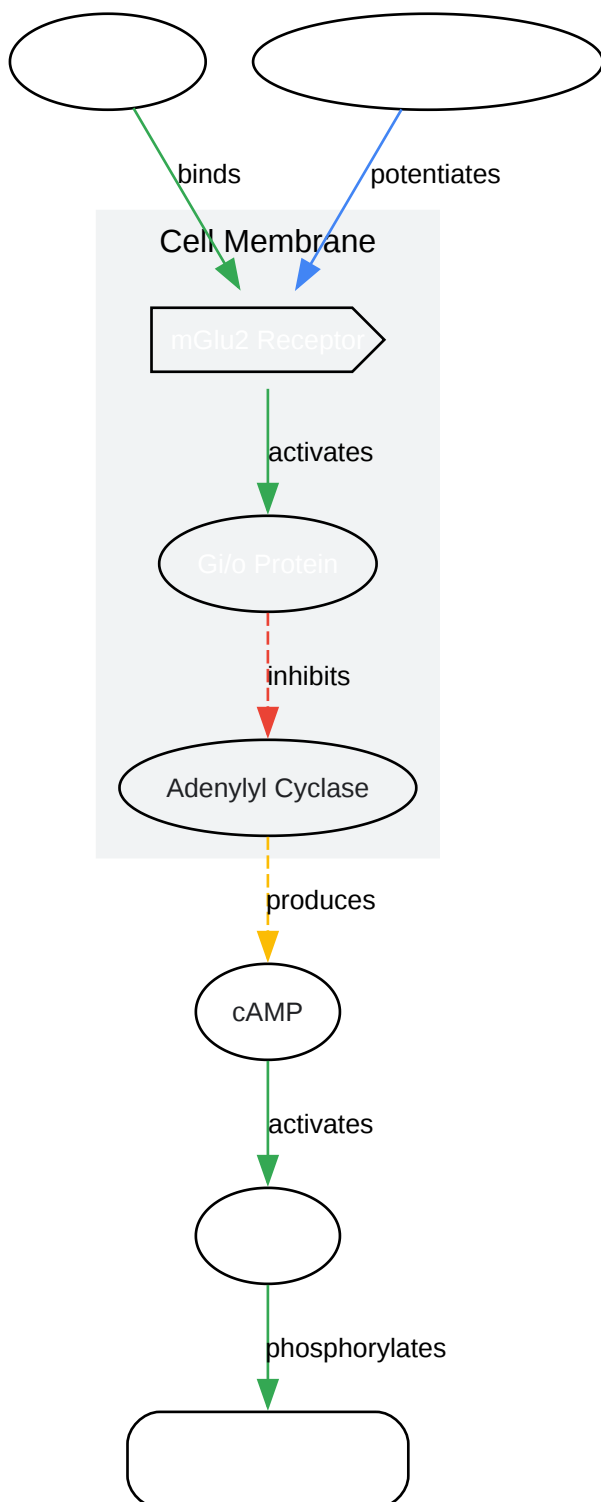 binds
potentiates
Cell Membrane
mGlu2 Receptor
activates
Gi/o Protein
inhibits
Adenylyl Cyclase
produces
cAMP
activates
phosphorylates